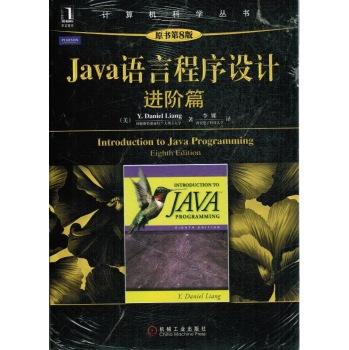 计算机科学丛书
PEARSON
原书第8版
Java语言程序设计
进阶篇
(美) Y. Daniel Liang 著 李娜 译
Introduction to Java Programming
Eighth Edition
INTRODUCTION TO
JAVA
PROGRAMMING
EIGHTH EDITION
Y. Daniel Liang
机械工业出版社
China Machine Press